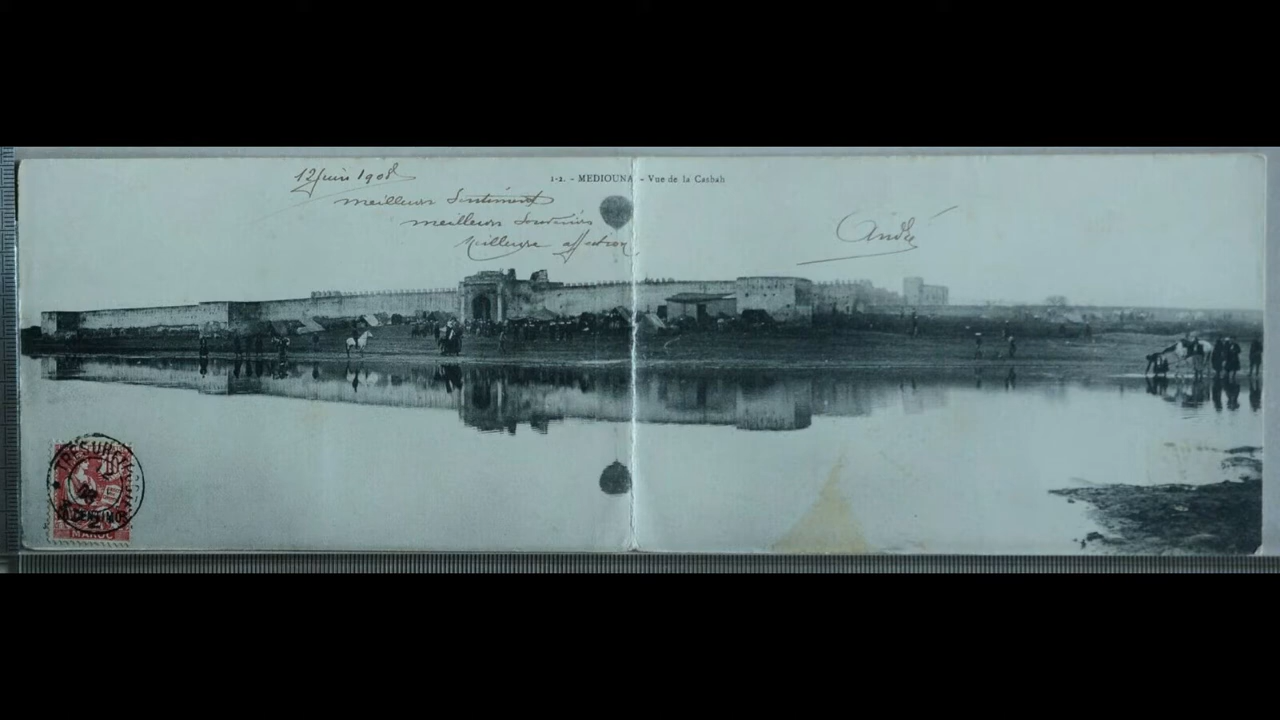 12 juin 1908
1-2. - MEDIOUNA - Vue de la Casbah
meilleurs Sentiments
meilleurs Souvenirs
Meilleure affection
André
MAROC